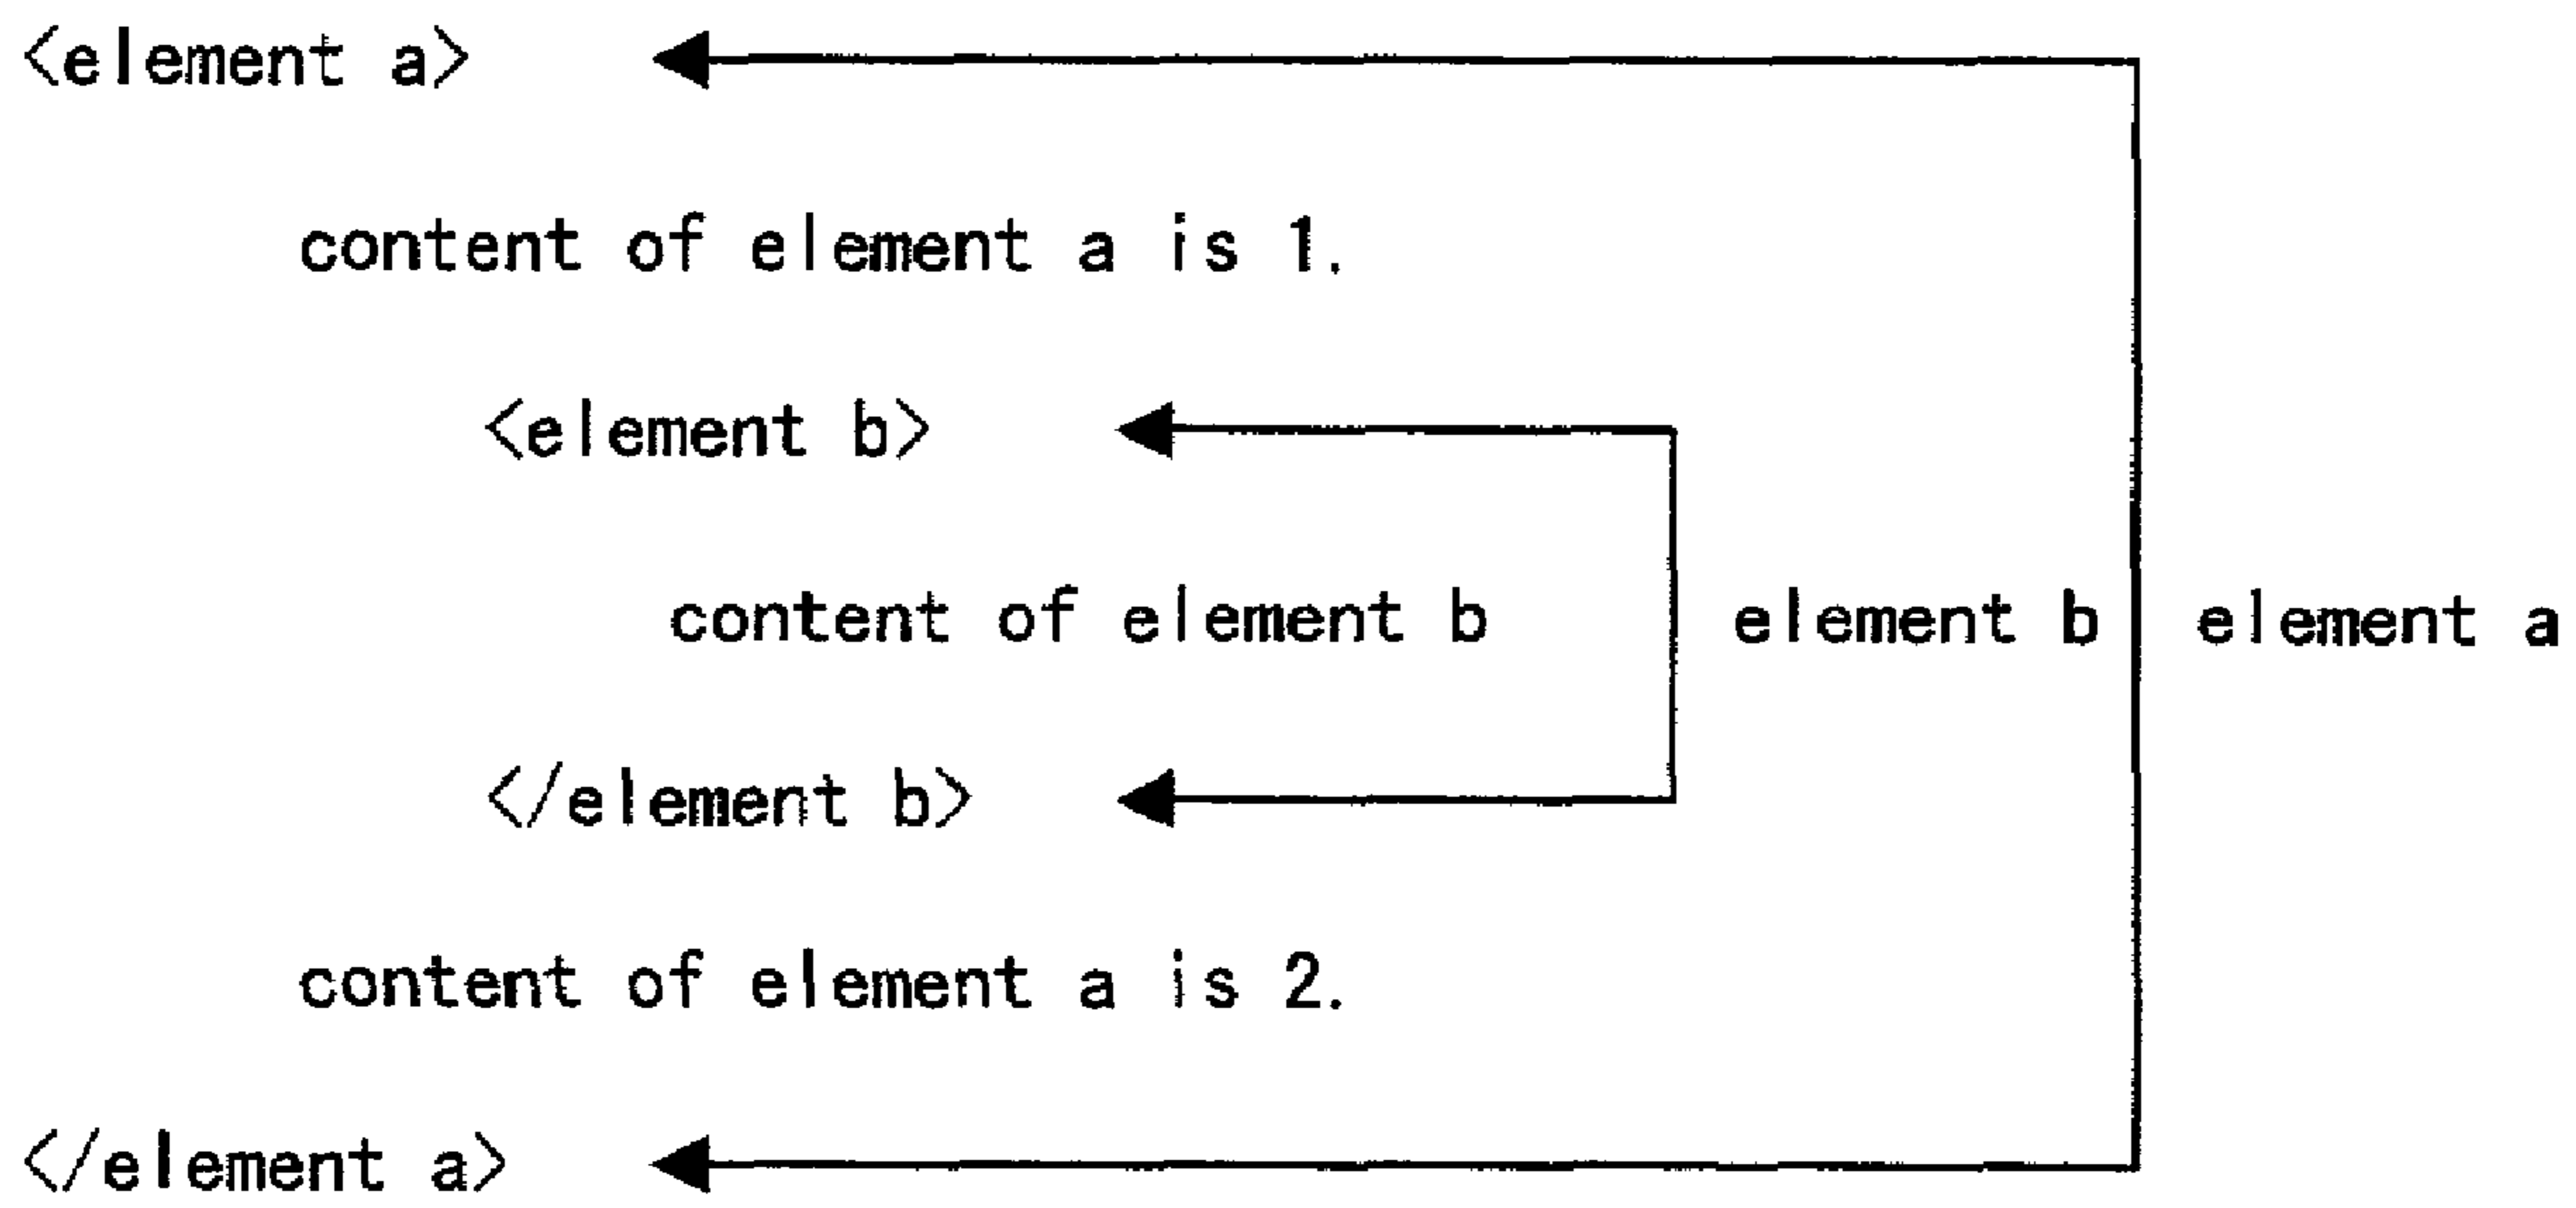 <element a>
content of element a is 1.
<element b>
content of element b element b element a
</element b>
content of element a is 2.
</element a>